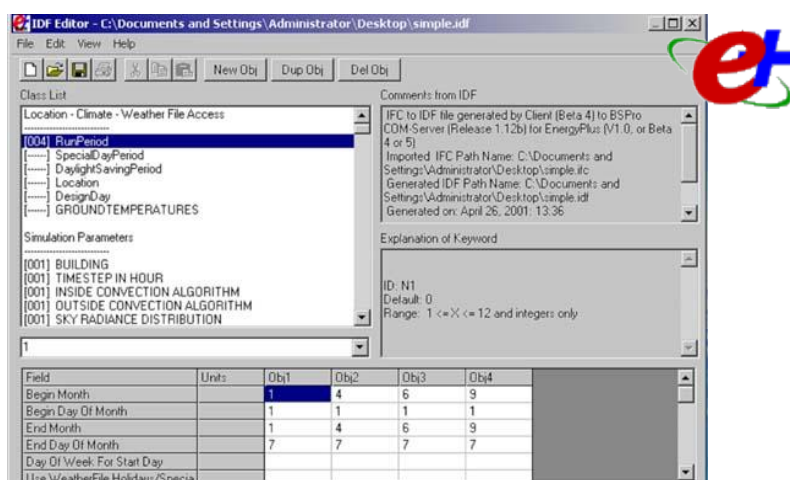 IDF Editor - C:\Documents and Settings\Administrator\Desktop\simple.idf
File Edit View Help
New Obj Dup Obj Del Obj
Class List
Comments from IDF
Location - Climate - Weather File Access
--------------------------
[004] RunPeriod
[------] SpecialDayPeriod
[------] DaylightSavingPeriod
[------] Location
[------] DesignDay
[------] GROUNDTEMPERATURES
Simulation Parameters
--------------------------
[001] BUILDING
[001] TIMESTEP IN HOUR
[001] INSIDE CONVECTION ALGORITHM
[001] OUTSIDE CONVECTION ALGORITHM
[001] SKY RADIANCE DISTRIBUTION
IFC to IDF file generated by Client (Beta 4) to BSPro
COM-Server (Release 1.12b) for EnergyPlus (V1.0, or Beta
4 or 5)
Imported IFC Path Name: C:\Documents and
Settings\Administrator\Desktop\simple.ifc
Generated IDF Path Name: C:\Documents and
Settings\Administrator\Desktop\simple.idf
Generated on: April 26, 2001: 13:36
Explanation of Keyword
ID: N1
Default: 0
Range: 1 <= X <= 12 and integers only
1
Field Units Obj1 Obj2 Obj3 Obj4
Begin Month 1 4 6 9
Begin Day Of Month 1 1 1 1
End Month 1 4 6 9
End Day Of Month 7 7 7 7
Day Of Week For Start Day
Use WeatherFile Holidays/Specia
e+